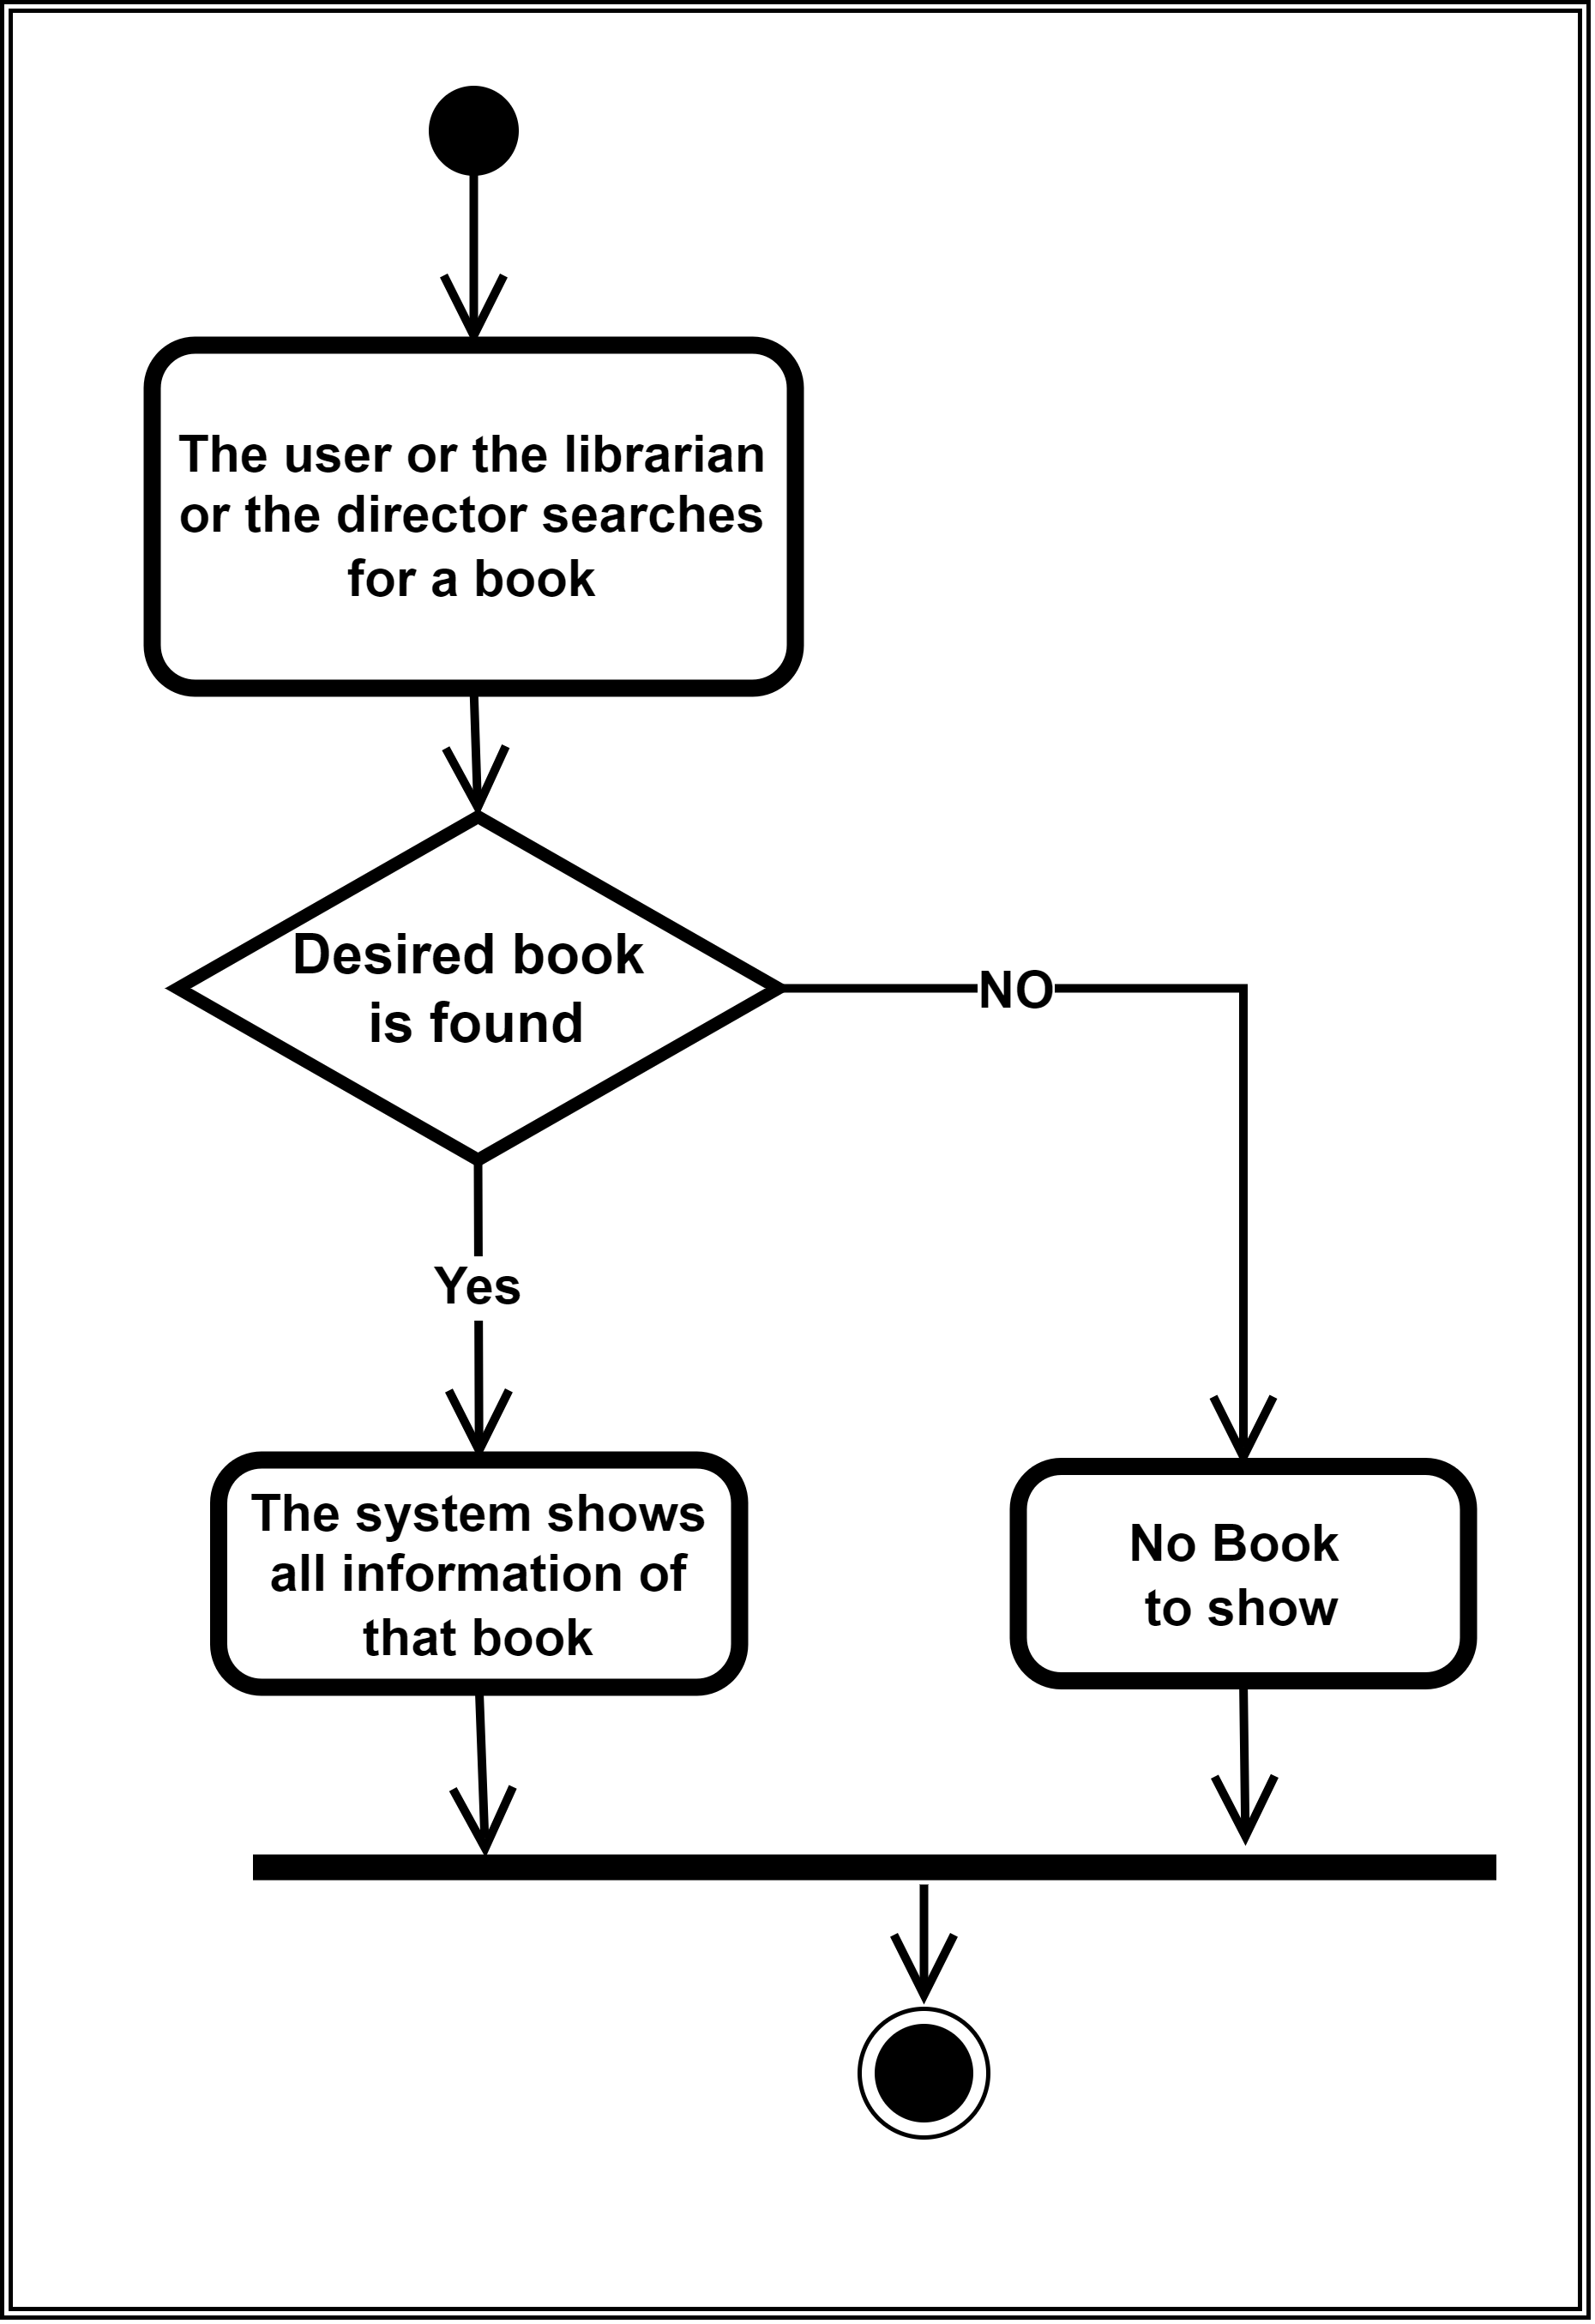 The user or the librarian
or the director searches
for a book
Desired book
is found
NO
Yes
The system shows
all information of
that book
No Book
to show